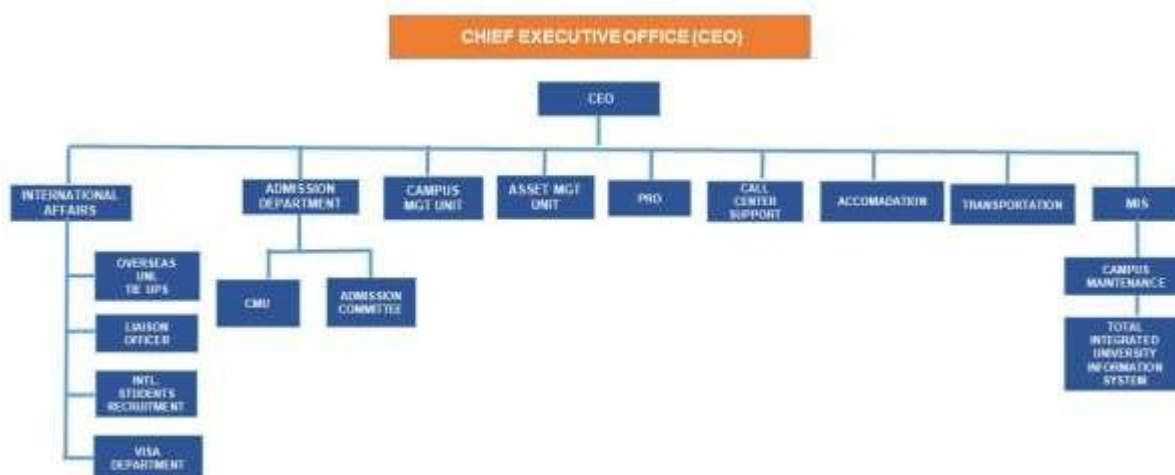 CHIEF EXECUTIVE OFFICE (CEO)
CEO
INTERNATIONAL
AFFAIRS
ADMISSION
DEPARTMENT
CAMPUS
MGT UNIT
ASSET MGT
UNIT
PRO
CALL
CENTER
SUPPORT
ACCOMADATION
TRANSPORTATION
MIS
OVERSEAS
UNI.
TIE UPS
LIAISON
OFFICER
INTL.
STUDENTS
RECRUITMENT
VISA
DEPARTMENT
CMU
ADMISSION
COMMITTEE
CAMPUS
MAINTENANCE
TOTAL
INTEGRATED
UNIVERSITY
INFORMATION
SYSTEM